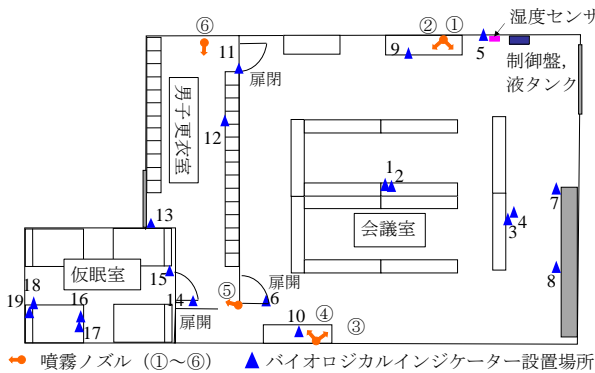 ⑥ ② ① 湿度センサ
11 9 5
扉閉 制御盤,
液タンク
男子更衣室
12
1
2
7
会議室 4
3
13
仮眠室 15 扉開 8
18 14 ⑤ 6
19 16 扉開 10 ④ ③
17
噴霧ノズル（①～⑥） バイオロジカルインジケーター設置場所